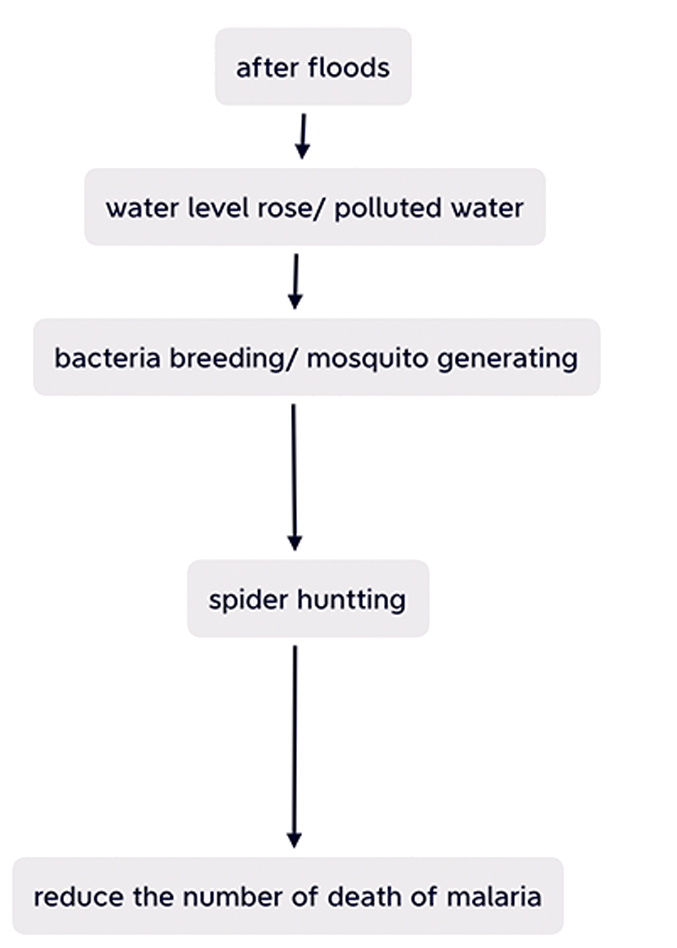 after floods
water level rose/ polluted water
bacteria breeding/ mosquito generating
spider huntting
reduce the number of death of malaria